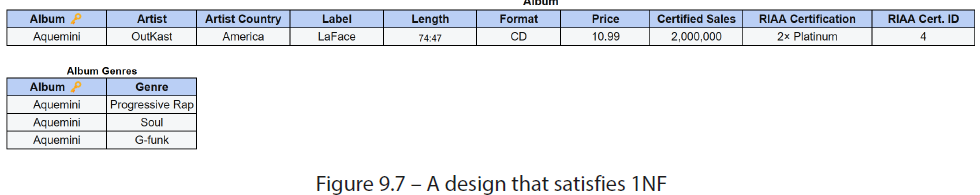 Album
Album Artist Artist Country Label Length Format Price Certified Sales RIAA Certification RIAA Cert. ID
Aquemini OutKast America LaFace 74:47 CD 10.99 2,000,000 2× Platinum 4
Album Genres
Album Genre
Aquemini Progressive Rap
Aquemini Soul
Aquemini G-funk
Figure 9.7 – A design that satisfies 1NF